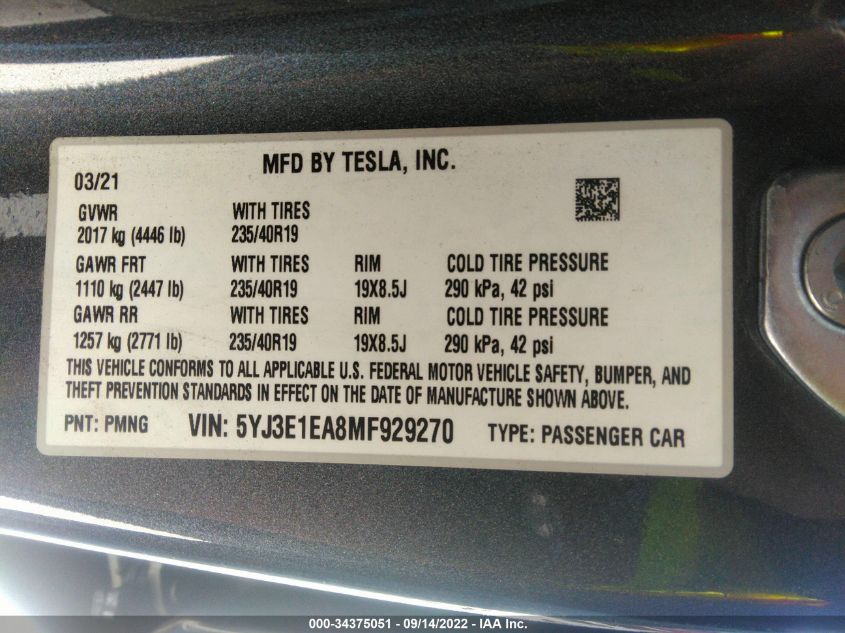 MFD BY TESLA, INC.
03/21
GVWR WITH TIRES
2017 kg (4446 lb) 235/40R19
GAWR FRT WITH TIRES RIM COLD TIRE PRESSURE
1110 kg (2447 lb) 235/40R19 19X8.5J 290 kPa, 42 psi
GAWR RR WITH TIRES RIM COLD TIRE PRESSURE
1257 kg (2771 lb) 235/40R19 19X8.5J 290 kPa, 42 psi
THIS VEHICLE CONFORMS TO ALL APPLICABLE U.S. FEDERAL MOTOR VEHICLE SAFETY, BUMPER, AND
THEFT PREVENTION STANDARDS IN EFFECT ON THE DATE OF MANUFACTURE SHOWN ABOVE.
PNT: PMNG VIN: 5YJ3E1EA8MF929270 TYPE: PASSENGER CAR
000-34375051 - 09/14/2022 - IAA Inc.